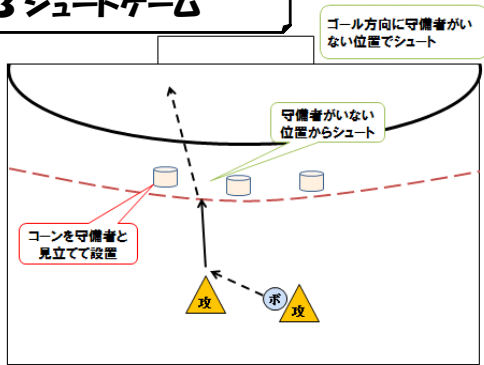 3 シュートゲーム
ゴール方向に守備者がい
ない位置でシュート
守備者がいない
位置からシュート
コーンを守備者と
見立てて設置
攻
ボ
攻